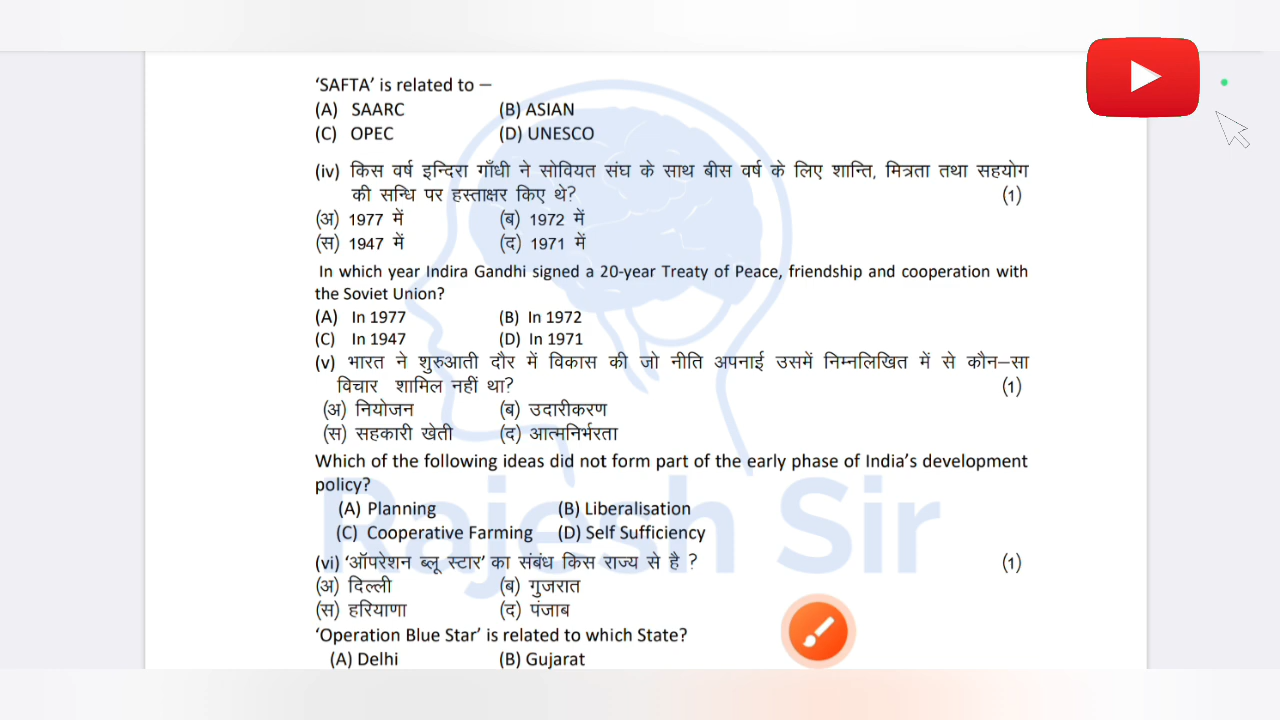 ‘SAFTA’ is related to –
(A) SAARC (B) ASIAN
(C) OPEC (D) UNESCO
(iv) किस वर्ष इन्दिरा गाँधी ने सोवियत संघ के साथ बीस वर्ष के लिए शान्ति, मित्रता तथा सहयोग
की सन्धि पर हस्ताक्षर किए थे? (1)
(अ) 1977 में (ब) 1972 में
(स) 1947 में (द) 1971 में
In which year Indira Gandhi signed a 20-year Treaty of Peace, friendship and cooperation with
the Soviet Union?
(A) In 1977 (B) In 1972
(C) In 1947 (D) In 1971
(v) भारत ने शुरुआती दौर में विकास की जो नीति अपनाई उसमें निम्नलिखित में से कौन–सा
विचार शामिल नहीं था? (1)
(अ) नियोजन (ब) उदारीकरण
(स) सहकारी खेती (द) आत्मनिर्भरता
Which of the following ideas did not form part of the early phase of India’s development
policy?
(A) Planning (B) Liberalisation
(C) Cooperative Farming (D) Self Sufficiency
Rajesh Sir
(vi) ‘ऑपरेशन ब्लू स्टार’ का संबंध किस राज्य से है ? (1)
(अ) दिल्ली (ब) गुजरात
(स) हरियाणा (द) पंजाब
‘Operation Blue Star’ is related to which State?
(A) Delhi (B) Gujarat